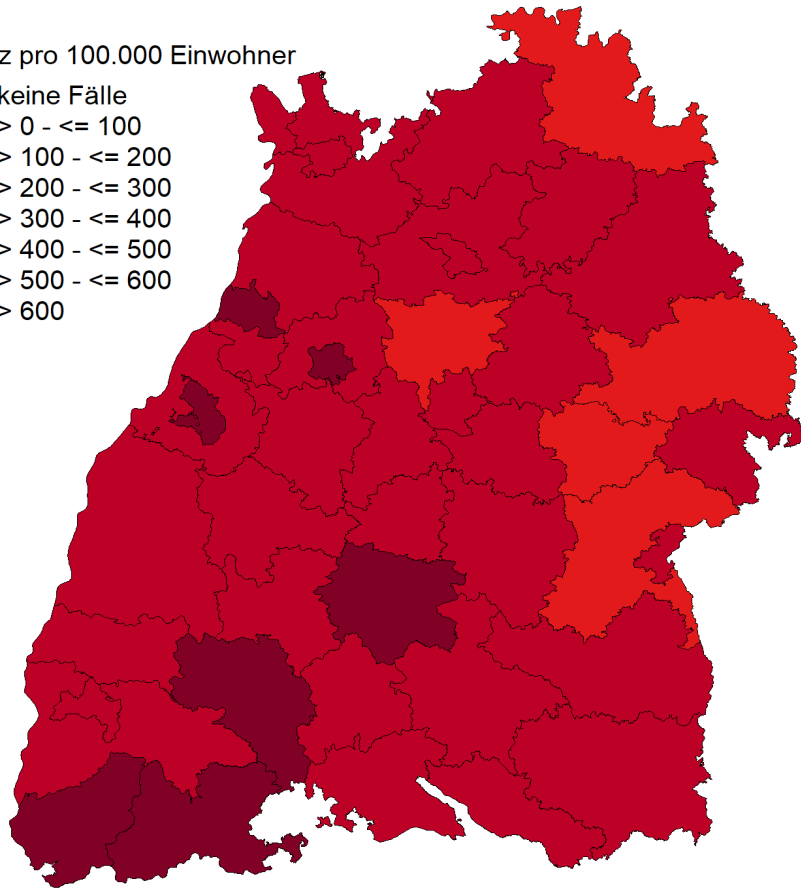 z pro 100.000 Einwohner
keine Fälle
> 0 - <= 100
> 100 - <= 200
> 200 - <= 300
> 300 - <= 400
> 400 - <= 500
> 500 - <= 600
> 600